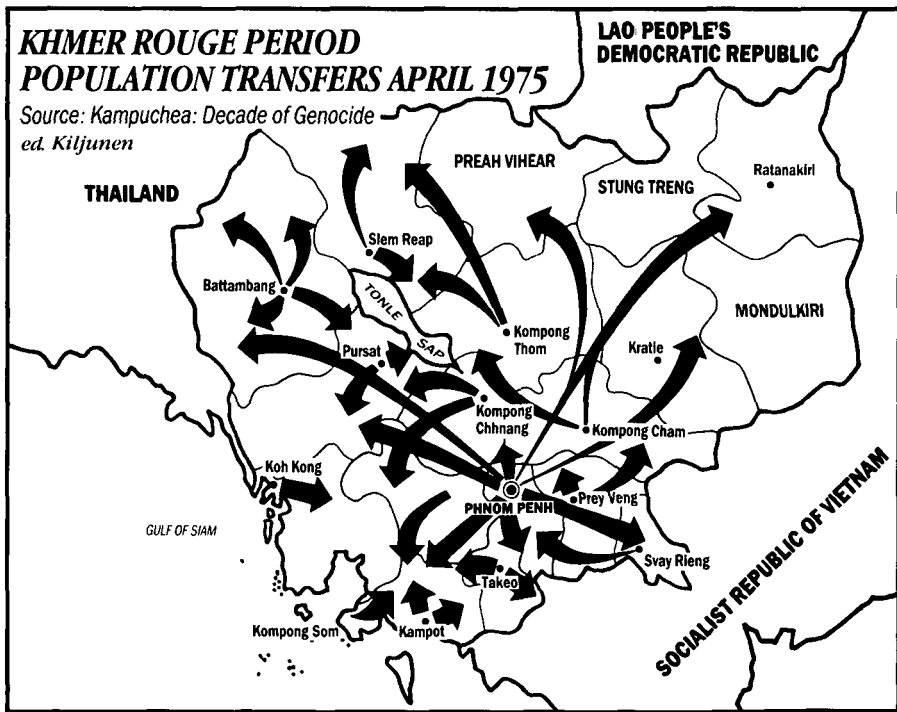 KHMER ROUGE PERIOD
POPULATION TRANSFERS APRIL 1975
Source: Kampuchea: Decade of Genocide
ed. Kiljunen
LAO PEOPLE'S
DEMOCRATIC REPUBLIC
THAILAND
PREAH VIHEAR
STUNG TRENG
Ratanakiri
Siem Reap
Battambang
TONLE
SAP
MONDULKIRI
Pursat
Kompong
Thom
Kratie
Kompong
Chhnang
Kompong Cham
Koh Kong
PHNOM PENH
Prey Veng
GULF OF SIAM
Svay Rieng
Takeo
Kompong Som
Kampot
SOCIALIST REPUBLIC OF VIETNAM